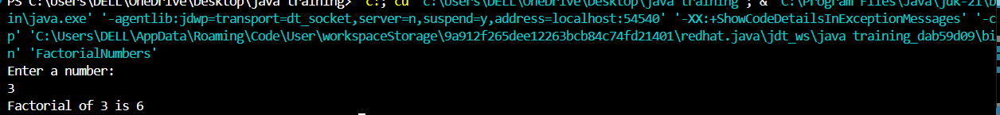 PS C:\Users\DELL\OneDrive\Desktop\java training> c:; cd 'c:\Users\DELL\OneDrive\Desktop\java training'; & 'C:\Program Files\Java\jdk-21\b
in\java.exe' '-agentlib:jdwp=transport=dt_socket,server=n,suspend=y,address=localhost:54540' '-XX:+ShowCodeDetailsInExceptionMessages' '-c
p' 'C:\Users\DELL\AppData\Roaming\Code\User\workspaceStorage\9a912f265dee12263bcb84c74fd21401\redhat.java\jdt_ws\java training_dab59d09\bi
n' 'FactorialNumbers'
Enter a number:
3
Factorial of 3 is 6